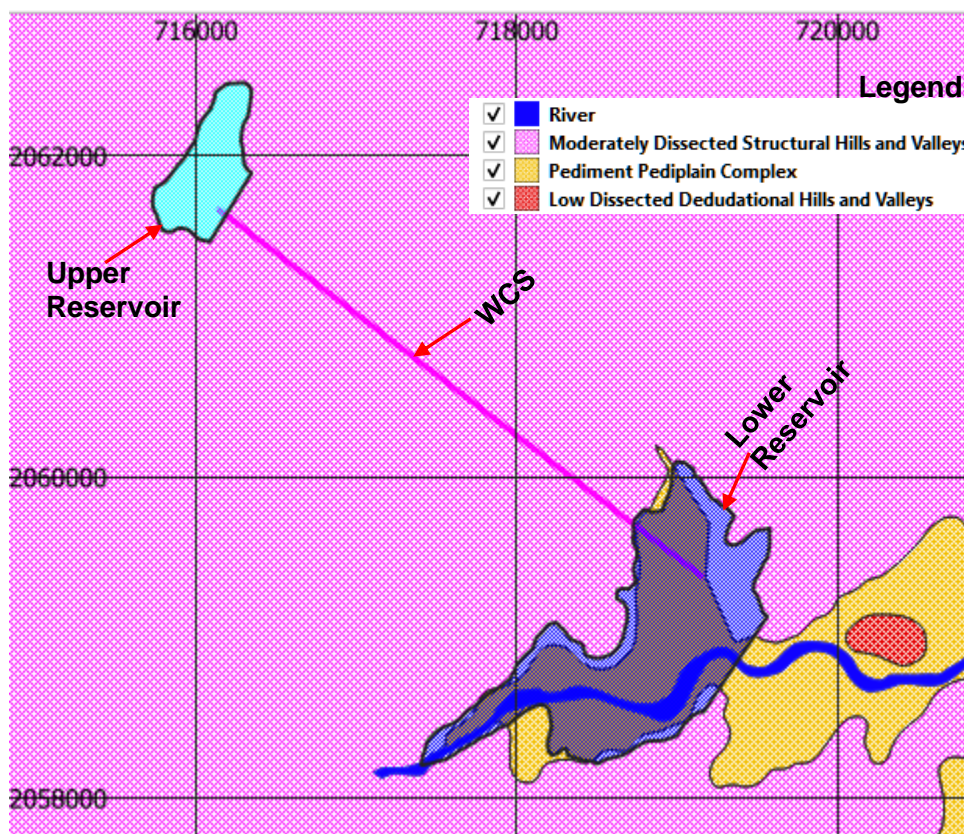 716000 718000 720000
Legend
River
Moderately Dissected Structural Hills and Valleys
2062000
Pediment Pediplain Complex
Low Dissected Dedudational Hills and Valleys
Upper
Reservoir
WCS
Lower
Reservoir
2060000
2058000